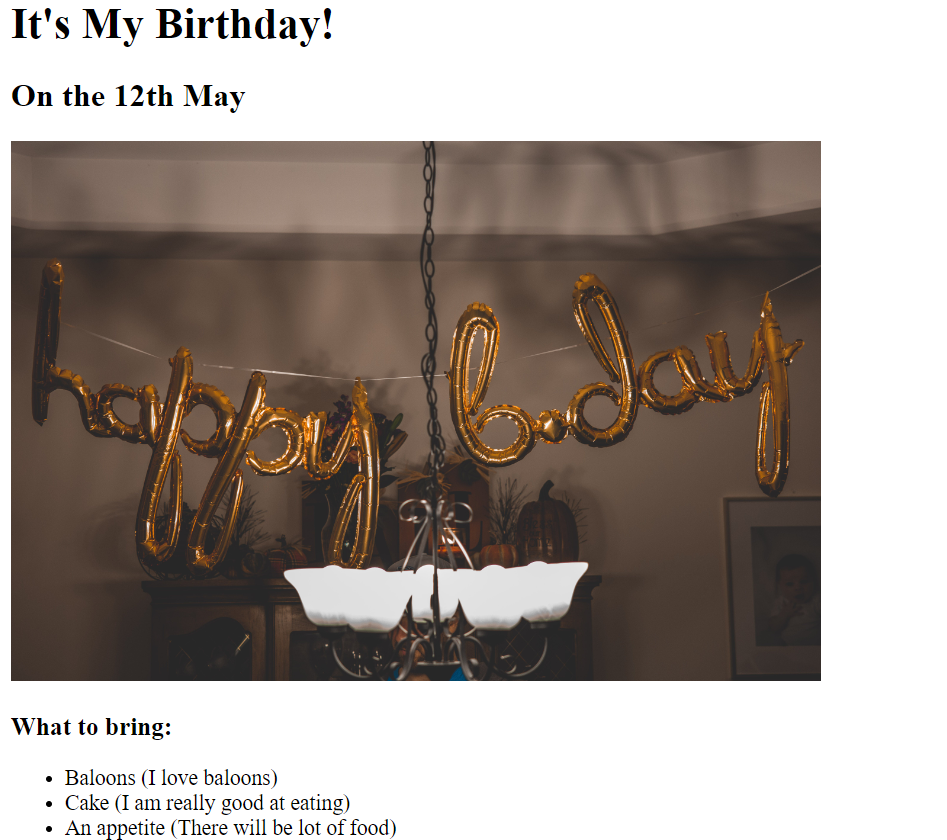 It's My Birthday!
On the 12th May
happy b·day
What to bring:
Baloons (I love baloons)
Cake (I am really good at eating)
An appetite (There will be lot of food)